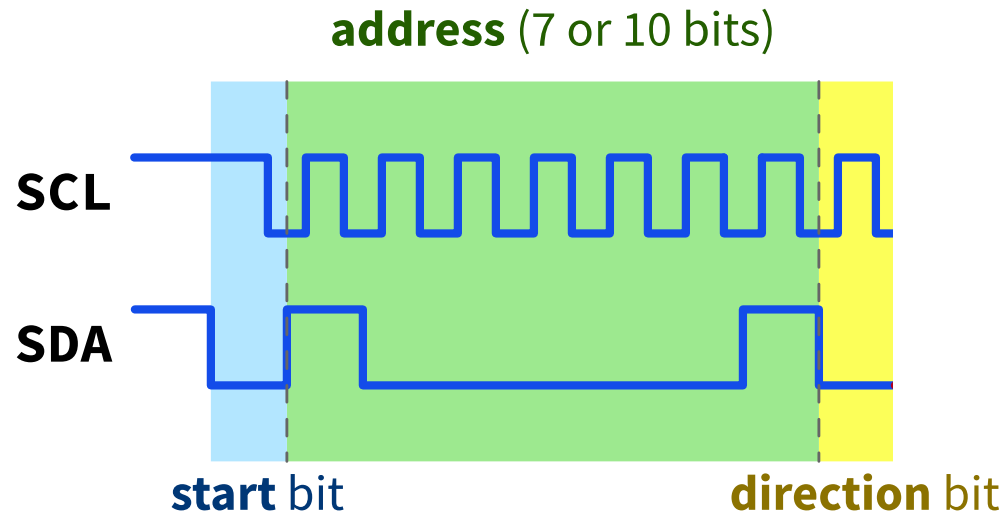 address (7 or 10 bits)
SCL
SDA
start bit
direction bit